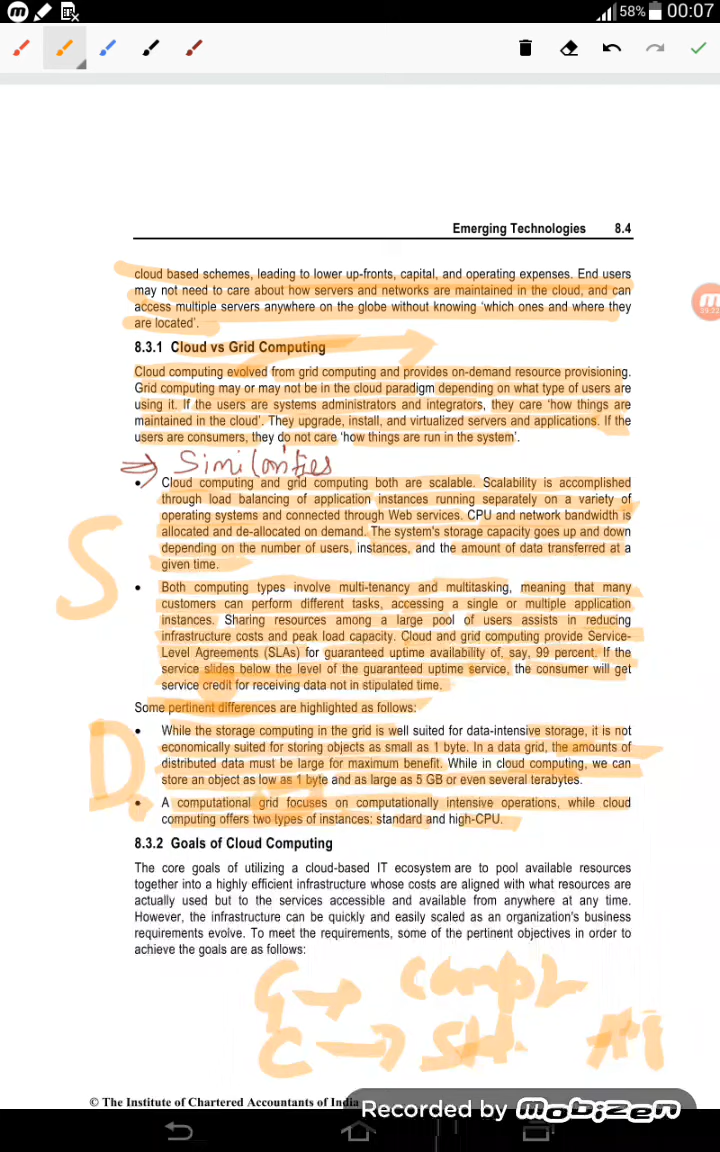 58% 00:07
Emerging Technologies 8.4
cloud based schemes, leading to lower up-fronts, capital, and operating expenses. End users
may not need to care about how servers and networks are maintained in the cloud, and can
access multiple servers anywhere on the globe without knowing ‘which ones and where they
are located’.
8.3.1 Cloud vs Grid Computing
Cloud computing evolved from grid computing and provides on-demand resource provisioning.
Grid computing may or may not be in the cloud paradigm depending on what type of users are
using it. If the users are systems administrators and integrators, they care ‘how things are
maintained in the cloud’. They upgrade, install, and virtualized servers and applications. If the
users are consumers, they do not care ‘how things are run in the system’.
Similarities
• Cloud computing and grid computing both are scalable. Scalability is accomplished
through load balancing of application instances running separately on a variety of
operating systems and connected through Web services. CPU and network bandwidth is
allocated and de-allocated on demand. The system's storage capacity goes up and down
depending on the number of users, instances, and the amount of data transferred at a
given time.
S
• Both computing types involve multi-tenancy and multitasking, meaning that many
customers can perform different tasks, accessing a single or multiple application
instances. Sharing resources among a large pool of users assists in reducing
infrastructure costs and peak load capacity. Cloud and grid computing provide Service-
Level Agreements (SLAs) for guaranteed uptime availability of, say, 99 percent. If the
service slides below the level of the guaranteed uptime service, the consumer will get
service credit for receiving data not in stipulated time.
Some pertinent differences are highlighted as follows:
D
• While the storage computing in the grid is well suited for data-intensive storage, it is not
economically suited for storing objects as small as 1 byte. In a data grid, the amounts of
distributed data must be large for maximum benefit. While in cloud computing, we can
store an object as low as 1 byte and as large as 5 GB or even several terabytes.
• A computational grid focuses on computationally intensive operations, while cloud
computing offers two types of instances: standard and high-CPU.
8.3.2 Goals of Cloud Computing
The core goals of utilizing a cloud-based IT ecosystem are to pool available resources
together into a highly efficient infrastructure whose costs are aligned with what resources are
actually used but to the services accessible and available from anywhere at any time.
However, the infrastructure can be quickly and easily scaled as an organization's business
requirements evolve. To meet the requirements, some of the pertinent objectives in order to
achieve the goals are as follows:
© The Institute of Chartered Accountants of India
Recorded by mobizen